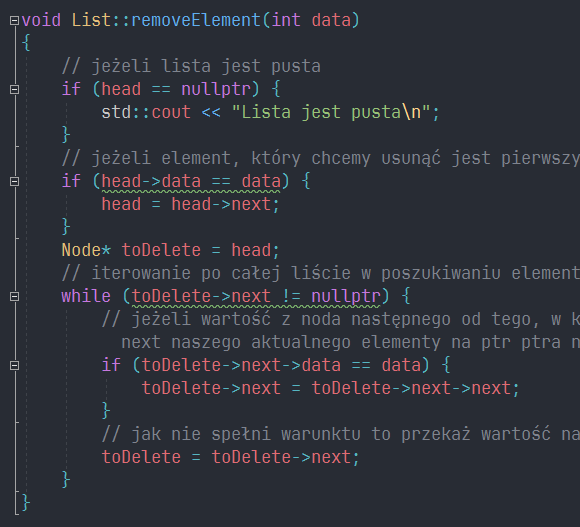 void List::removeElement(int data)
{
// jeżeli lista jest pusta
if (head == nullptr) {
std::cout << "Lista jest pusta\n";
}
// jeżeli element, który chcemy usunąć jest pierwszy
if (head->data == data) {
head = head->next;
}
Node* toDelete = head;
// iterowanie po całej liście w poszukiwaniu element
while (toDelete->next != nullptr) {
// jeżeli wartość z noda następnego od tego, w k
next naszego aktualnego elementy na ptr ptra n
if (toDelete->next->data == data) {
toDelete->next = toDelete->next->next;
}
// jak nie spełni warunktu to przekaż wartość na
toDelete = toDelete->next;
}
}